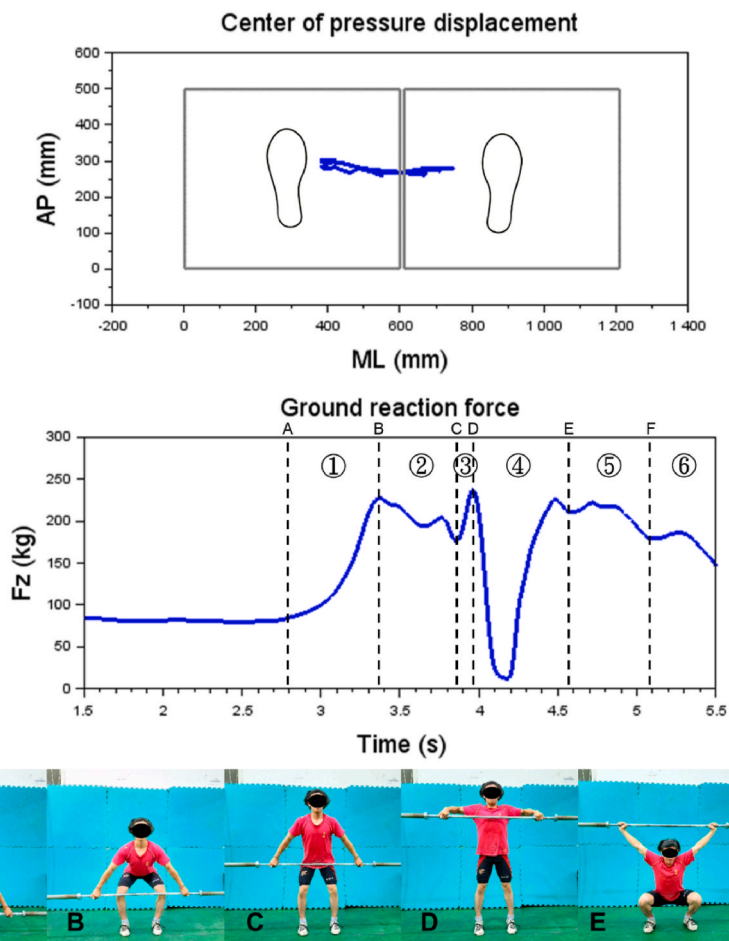 Center of pressure displacement
600
500
400
300
200
100
0
-100
AP (mm)
-200 0 200 400 600 800 1 000 1 200 1 400
ML (mm)
Ground reaction force
A B C D E F
① ② ③ ④ ⑤ ⑥
300
250
200
150
100
50
0
Fz (kg)
1.5 2 2.5 3 3.5 4 4.5 5 5.5
Time (s)
B C D E